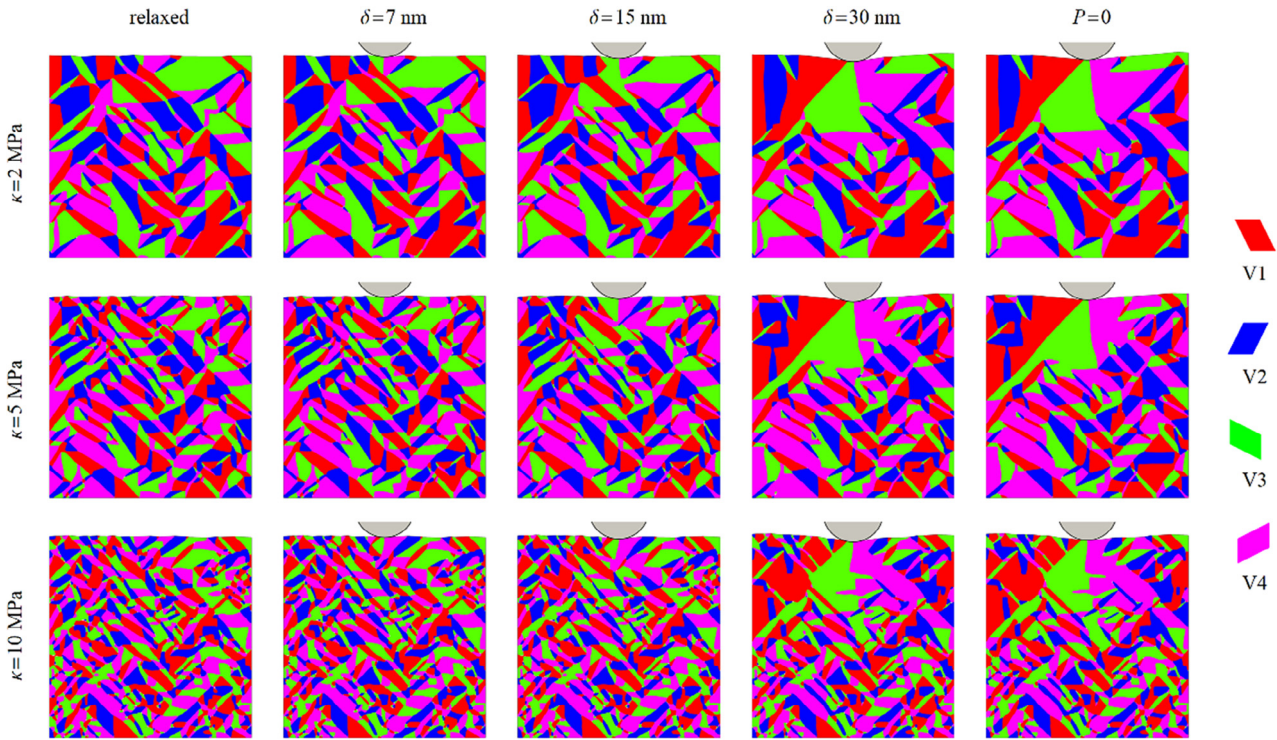 relaxed
δ=7 nm
δ=15 nm
δ=30 nm
P=0
κ=2 MPa
κ=5 MPa
κ=10 MPa
V1
V2
V3
V4